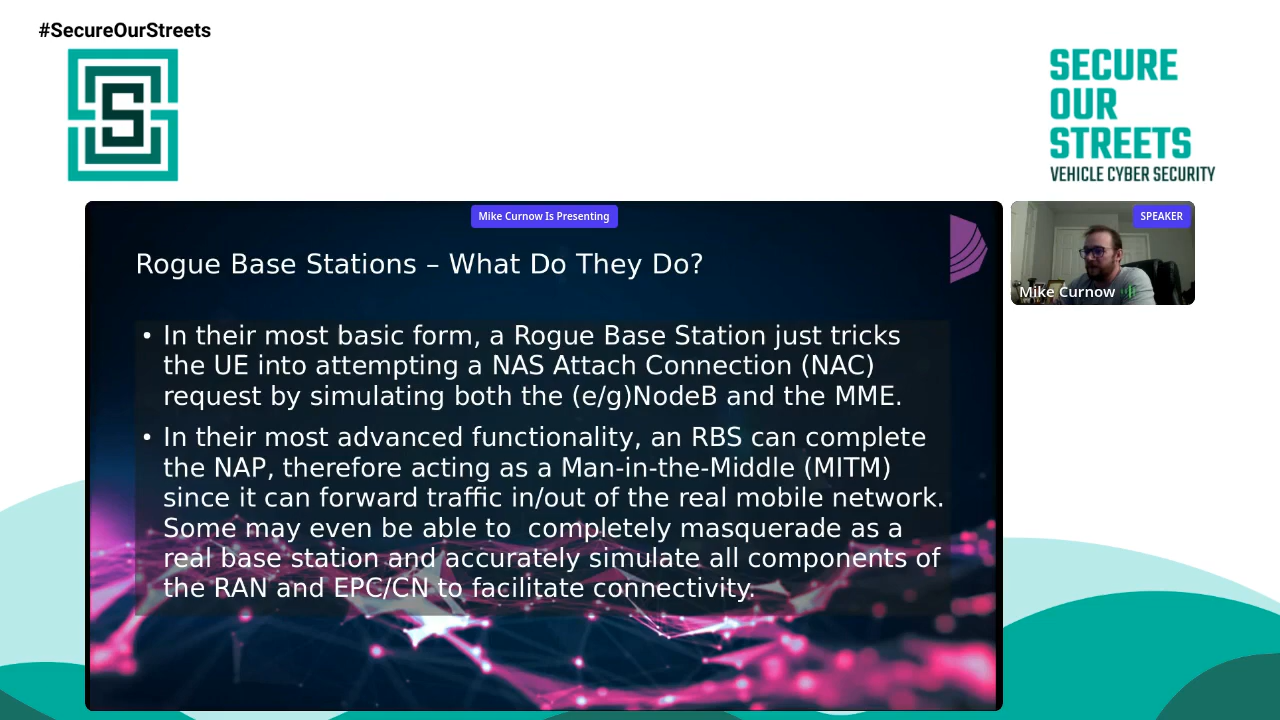 #SecureOurStreets
S
SECURE
OUR
STREETS
VEHICLE CYBER SECURITY
Mike Curnow Is Presenting
SPEAKER
Mike Curnow
Rogue Base Stations – What Do They Do?
• In their most basic form, a Rogue Base Station just tricks
the UE into attempting a NAS Attach Connection (NAC)
request by simulating both the (e/g)NodeB and the MME.
• In their most advanced functionality, an RBS can complete
the NAP, therefore acting as a Man-in-the-Middle (MITM)
since it can forward traffic in/out of the real mobile network.
Some may even be able to  completely masquerade as a
real base station and accurately simulate all components of
the RAN and EPC/CN to facilitate connectivity.